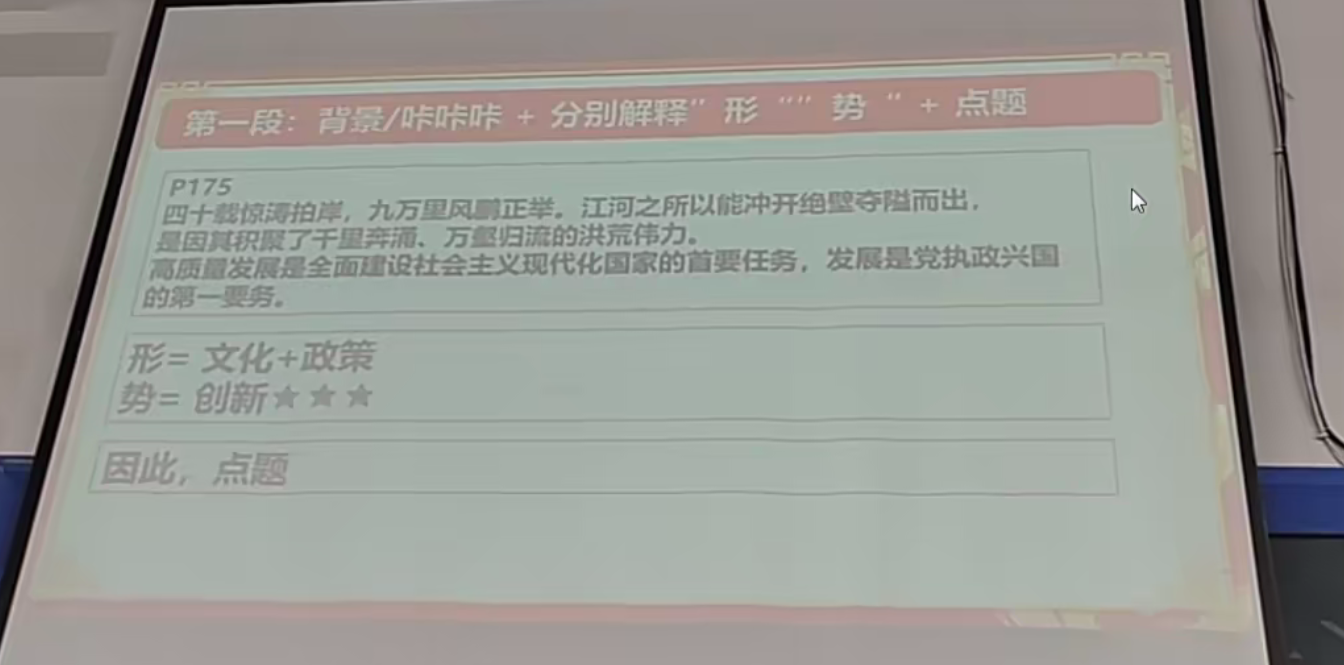 第一段：背景/咔咔咔 + 分别解释”形 “”势 “ + 点题
P175
四十载惊涛拍岸，九万里风鹏正举。江河之所以能冲开绝壁夺隘而出，
是因其积聚了千里奔涌、万壑归流的洪荒伟力。
高质量发展是全面建设社会主义现代化国家的首要任务，发展是党执政兴国
的第一要务。
形= 文化+政策
势= 创新★★★
因此，点题